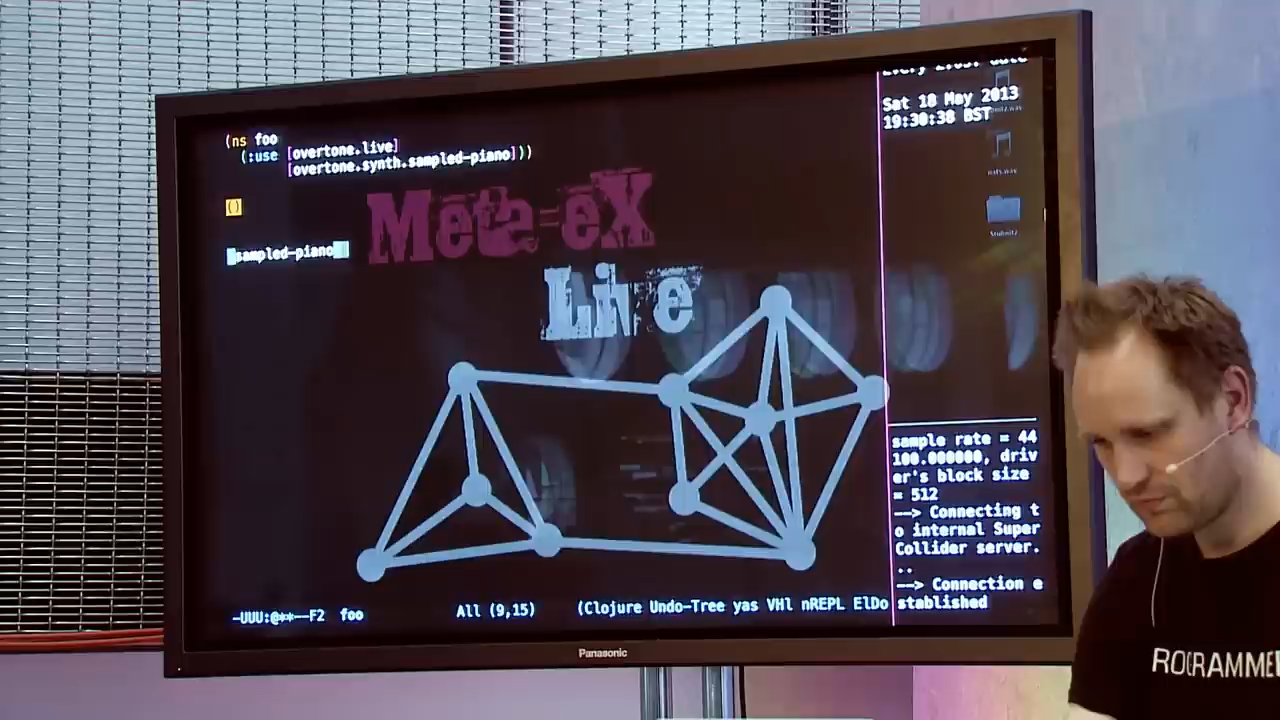 (ns foo
(:use [overtone.live]
[overtone.synth.sampled-piano]))
()
(sampled-piano)
Meta-eX
Live
Sat 18 May 2013
19:30:38 BST
sample rate = 44
100.000000, driv
er's block size
= 512
--> Connecting t
o internal Super
Collider server.
..
--> Connection e
stablished
-UUU:@**--F2 foo All (9,15) (Clojure Undo-Tree yas VHl nREPL ElDo
Panasonic
ROGRAMME